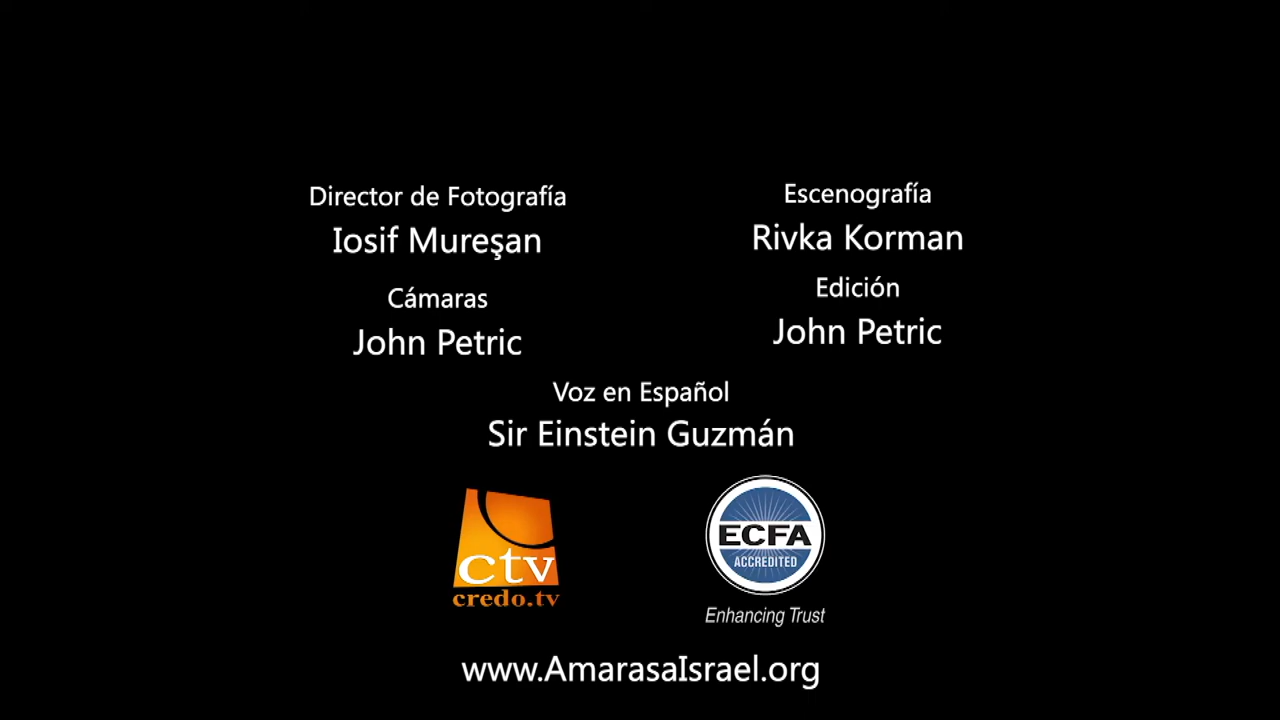 Director de Fotografía
Iosif Mureşan
Cámaras
John Petric
Escenografía
Rivka Korman
Edición
John Petric
Voz en Español
Sir Einstein Guzmán
ctv
credo.tv
ECFA
ACCREDITED
Enhancing Trust
www.AmarasaIsrael.org